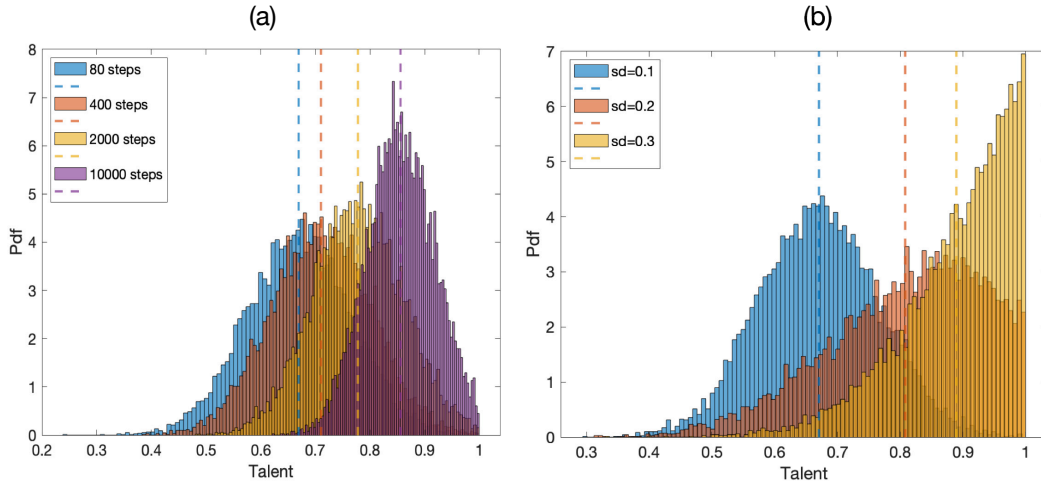 (a)
8
7
6
5
4
3
2
1
0
Pdf
80 steps
400 steps
2000 steps
10000 steps
0.2 0.3 0.4 0.5 0.6 0.7 0.8 0.9 1
Talent
(b)
7
6
5
4
3
2
1
0
Pdf
sd=0.1
sd=0.2
sd=0.3
0.3 0.4 0.5 0.6 0.7 0.8 0.9 1
Talent